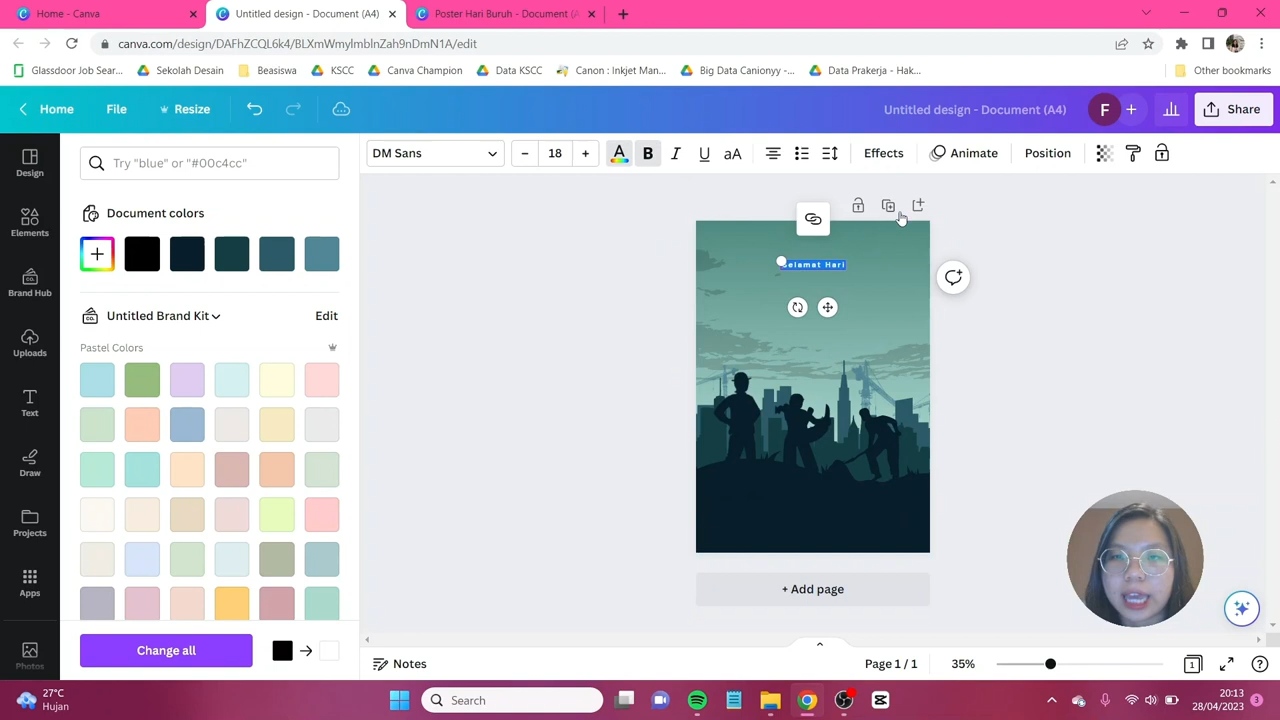 Home - Canva
Untitled design - Document (A4)
Poster Hari Buruh - Document (A
canva.com/design/DAFhZCQL6k4/BLXmWmylmblnZah9nDmN1A/edit
Glassdoor Job Sear...
Sekolah Desain
Beasiswa
KSCC
Canva Champion
Data KSCC
Canon : Inkjet Man...
Big Data Canionyy -...
Data Prakerja - Hak...
Other bookmarks
Home
File
Resize
Untitled design - Document (A4)
F
Share
Try "blue" or "#00c4cc"
DM Sans
18
A
B
I
U
aA
Effects
Animate
Position
Design
Elements
Brand Hub
Uploads
Text
Draw
Projects
Apps
Photos
Document colors
CO.
Untitled Brand Kit
Edit
Pastel Colors
Change all
Selamat Hari
+ Add page
Notes
Page 1 / 1
35%
1
27°C
Hujan
Search
20:13
28/04/2023
3